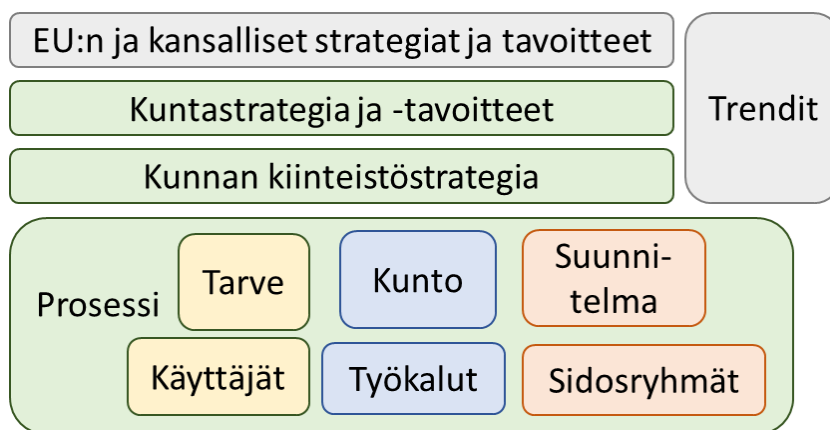 EU:n ja kansalliset strategiat ja tavoitteet
Trendit
Kuntastrategia ja -tavoitteet
Kunnan kiinteistöstrategia
Prosessi
Tarve
Kunto
Suunni-
telma
Käyttäjät
Työkalut
Sidosryhmät